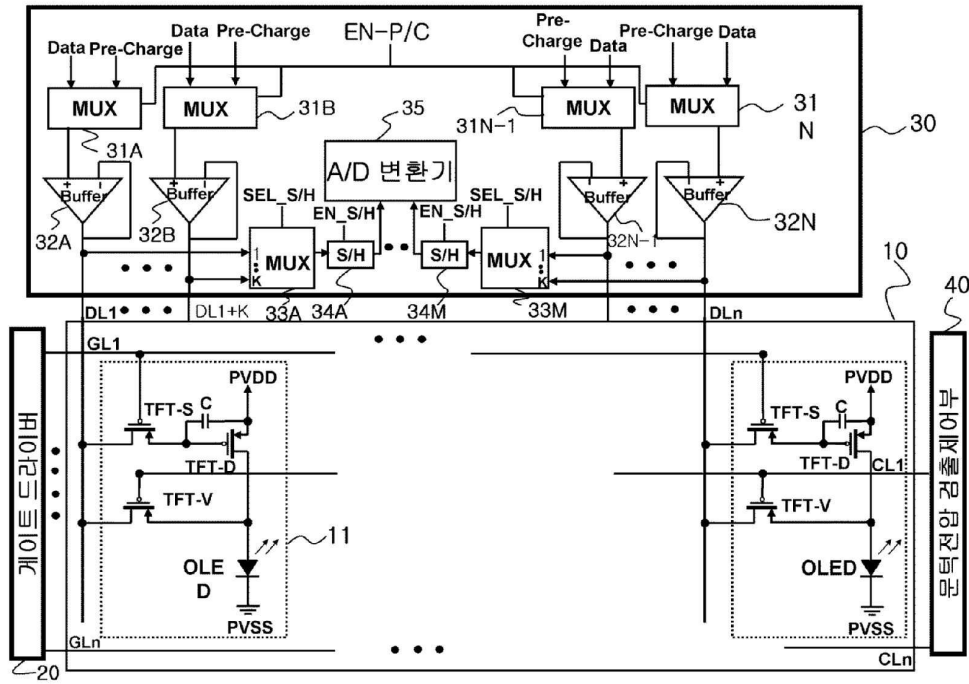 EN-P/C
Data Pre-Charge
Data Pre-Charge
Pre-
Charge Data
Pre-Charge Data
MUX
MUX
MUX
MUX
31A
31B
31N-1
31
N
30
35
A/D 변환기
Buffer
Buffer
Buffer
Buffer
32A
32B
32N-1
32N
SEL_S/H
EN_S/H
EN_S/H
SEL_S/H
1
K
MUX
S/H
S/H
MUX
1
K
33A
34A
34M
33M
DL1
DL1+K
DLn
10
40
GL1
PVDD
TFT-S
C
TFT-D
TFT-V
11
OLE
D
PVSS
GLn
20
게이트 드라이버
PVDD
TFT-S
C
TFT-D
CL1
TFT-V
OLED
PVSS
CLn
문턱전압 검출제어부